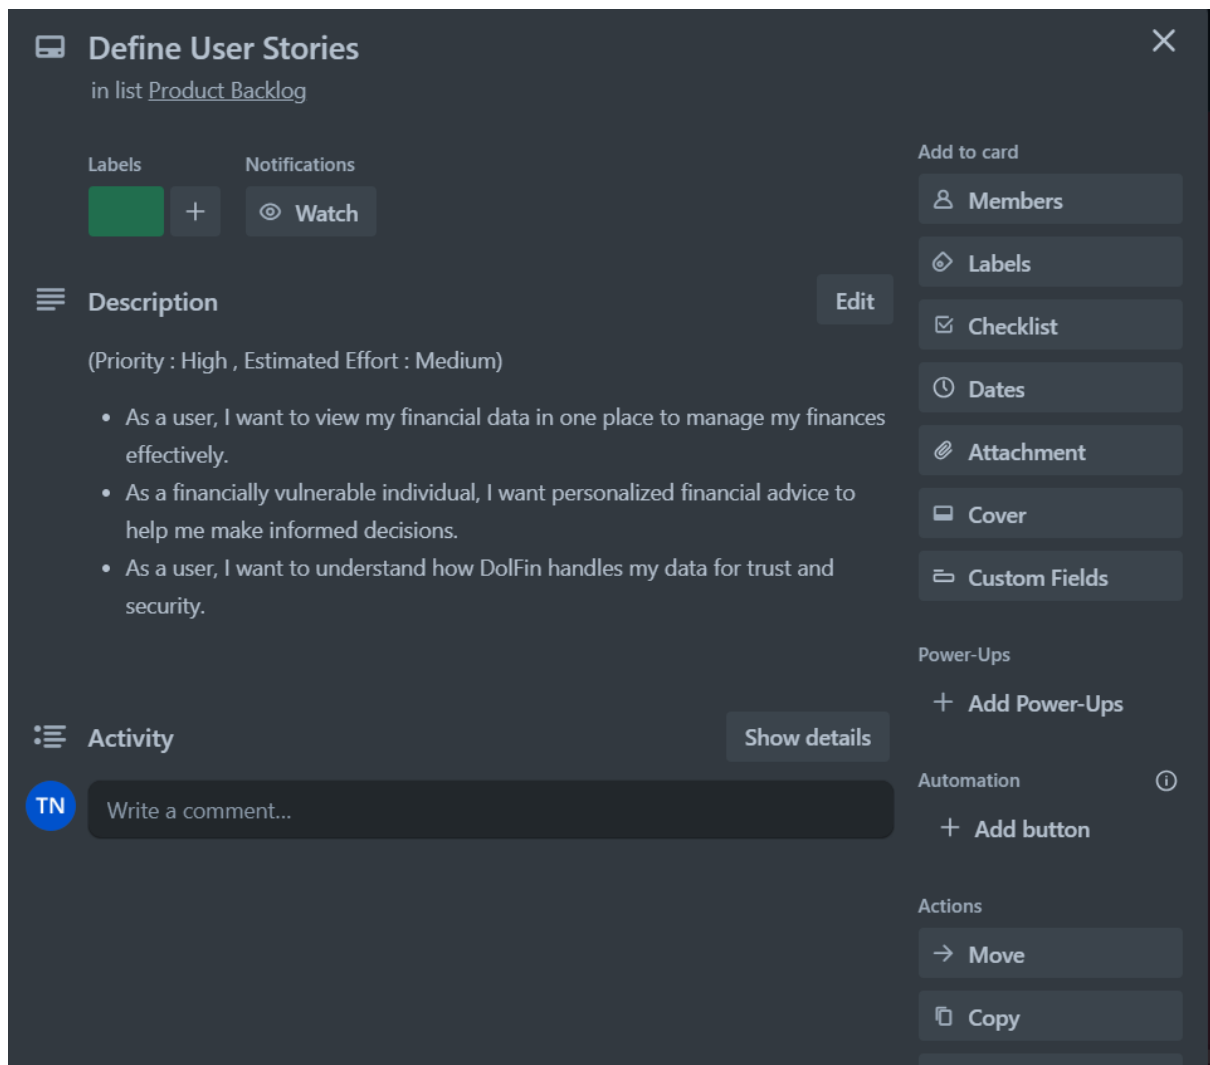 Define User Stories
in list Product Backlog
Labels
Notifications
+
Watch
Description
Edit
(Priority : High , Estimated Effort : Medium)
• As a user, I want to view my financial data in one place to manage my finances
effectively.
• As a financially vulnerable individual, I want personalized financial advice to
help me make informed decisions.
• As a user, I want to understand how DolFin handles my data for trust and
security.
Activity
Show details
TN
Write a comment...
Add to card
Members
Labels
Checklist
Dates
Attachment
Cover
Custom Fields
Power-Ups
+ Add Power-Ups
Automation
+ Add button
Actions
→ Move
Copy